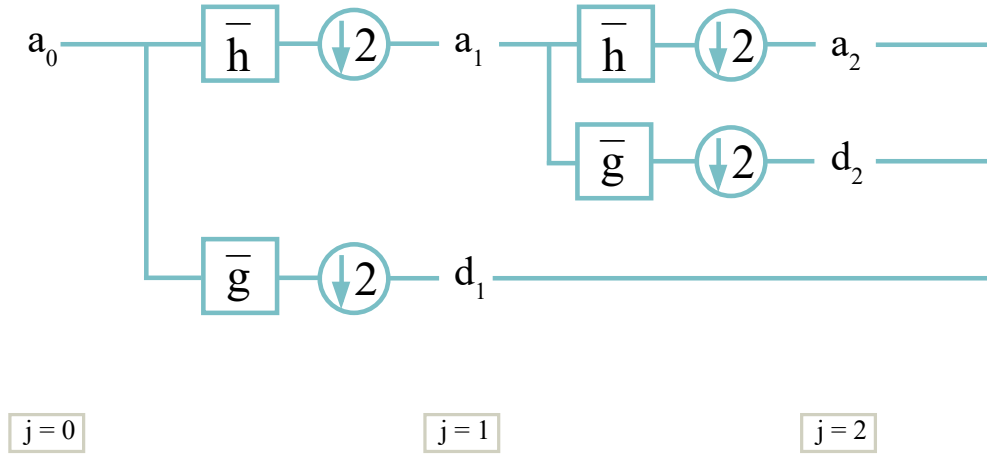 a₀ h̅ ↓2 a₁ h̅ ↓2 a₂
g̅ ↓2 d₂
g̅ ↓2 d₁
j = 0 j = 1 j = 2